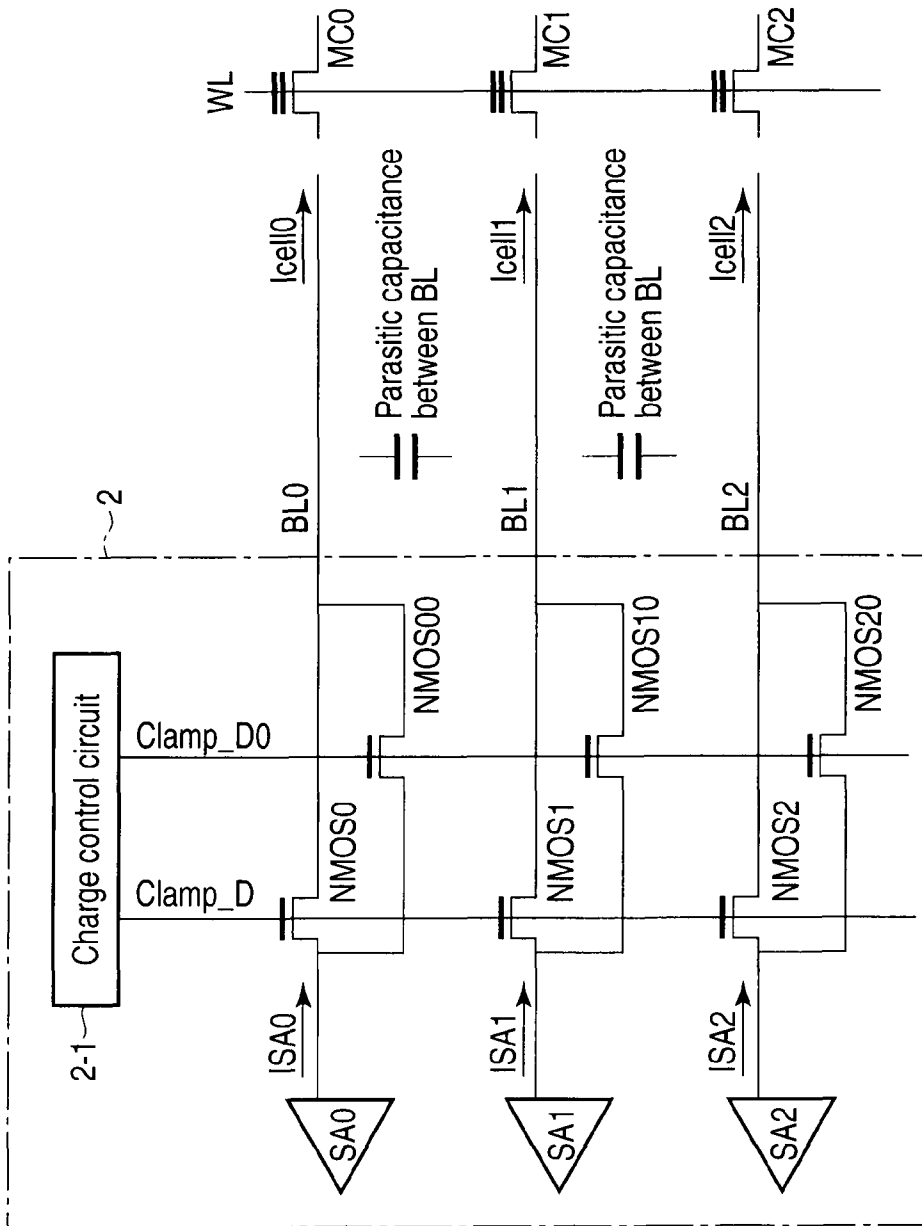 2
Charge control circuit
2-1
Clamp_D
Clamp_D0
WL
ISA0
SA0
NMOS0
NMOS00
BL0
Icell0
MC0
Parasitic capacitance
between BL
ISA1
SA1
NMOS1
NMOS10
BL1
Icell1
MC1
Parasitic capacitance
between BL
ISA2
SA2
NMOS2
NMOS20
BL2
Icell2
MC2